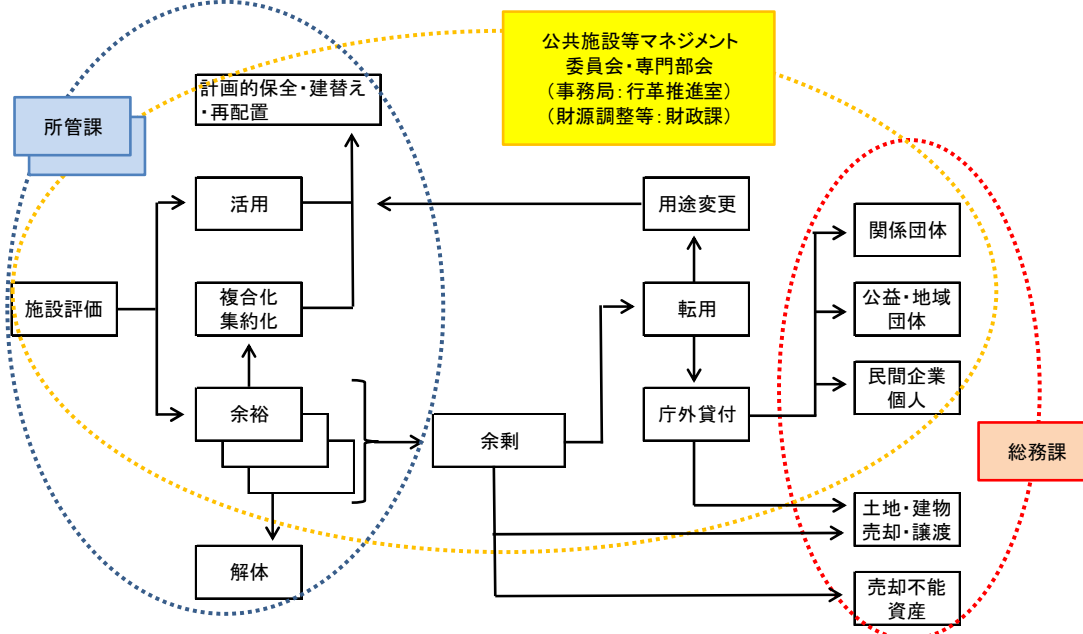 公共施設等マネジメント
委員会・専門部会
（事務局：行革推進室）
（財源調整等：財政課）
計画的保全・建替え
・再配置
所管課
活用
用途変更
関係団体
施設評価
複合化
集約化
転用
公益・地域
団体
民間企業
個人
余裕
余剰
庁外貸付
総務課
土地・建物
売却・譲渡
解体
売却不能
資産